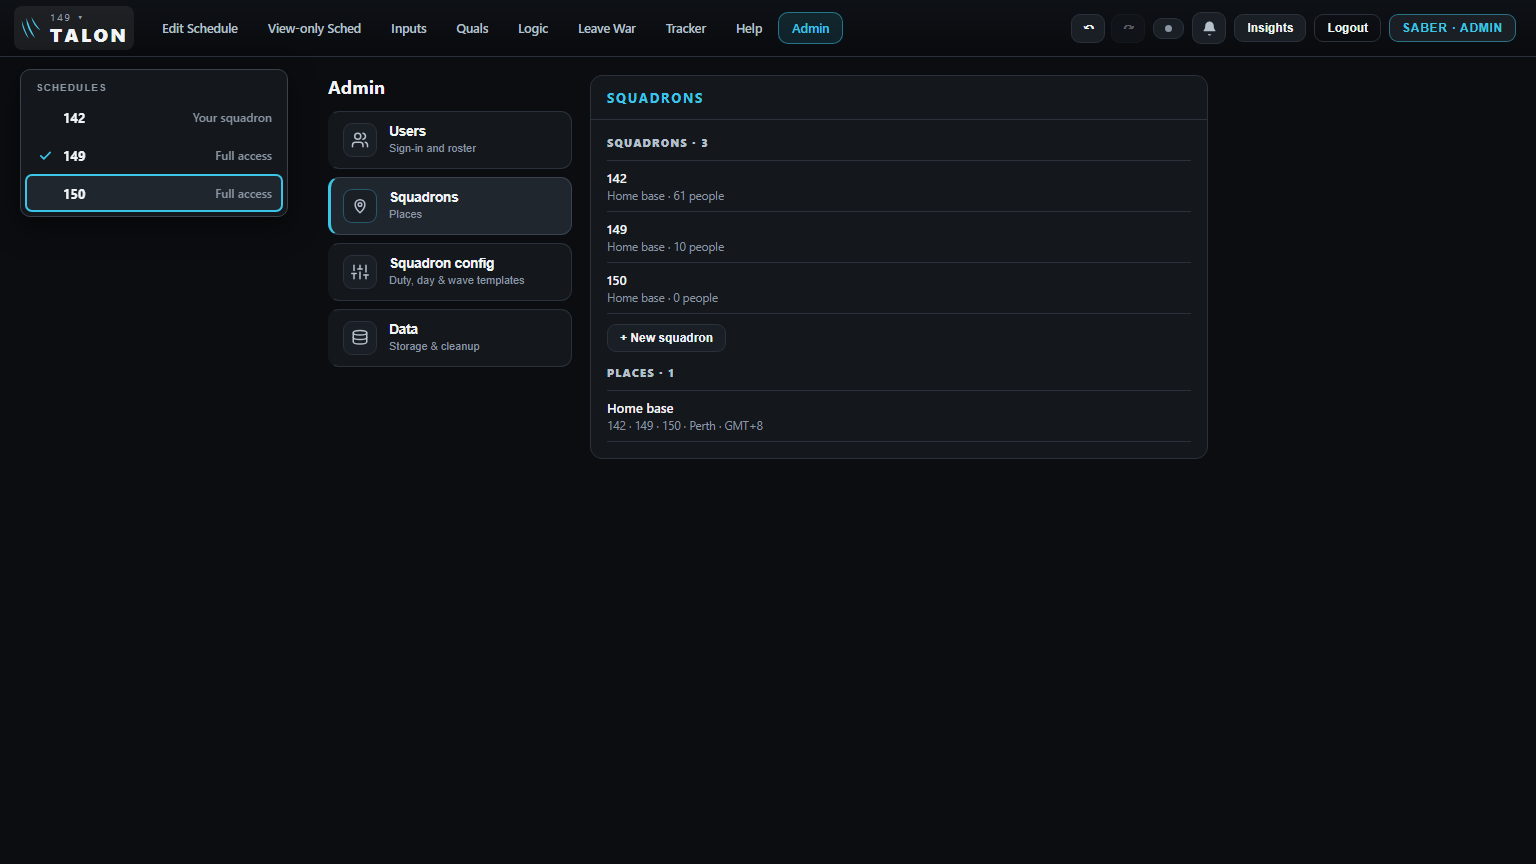 149 ▾
TALON
Edit Schedule
View-only Sched
Inputs
Quals
Logic
Leave War
Tracker
Help
Admin
Insights
Logout
SABER · ADMIN
SCHEDULES
142 Your squadron
149 Full access
150 Full access
Admin
Users
Sign-in and roster
Squadrons
Places
Squadron config
Duty, day & wave templates
Data
Storage & cleanup
SQUADRONS
SQUADRONS · 3
142
Home base · 61 people
149
Home base · 10 people
150
Home base · 0 people
+ New squadron
PLACES · 1
Home base
142 · 149 · 150 · Perth · GMT+8